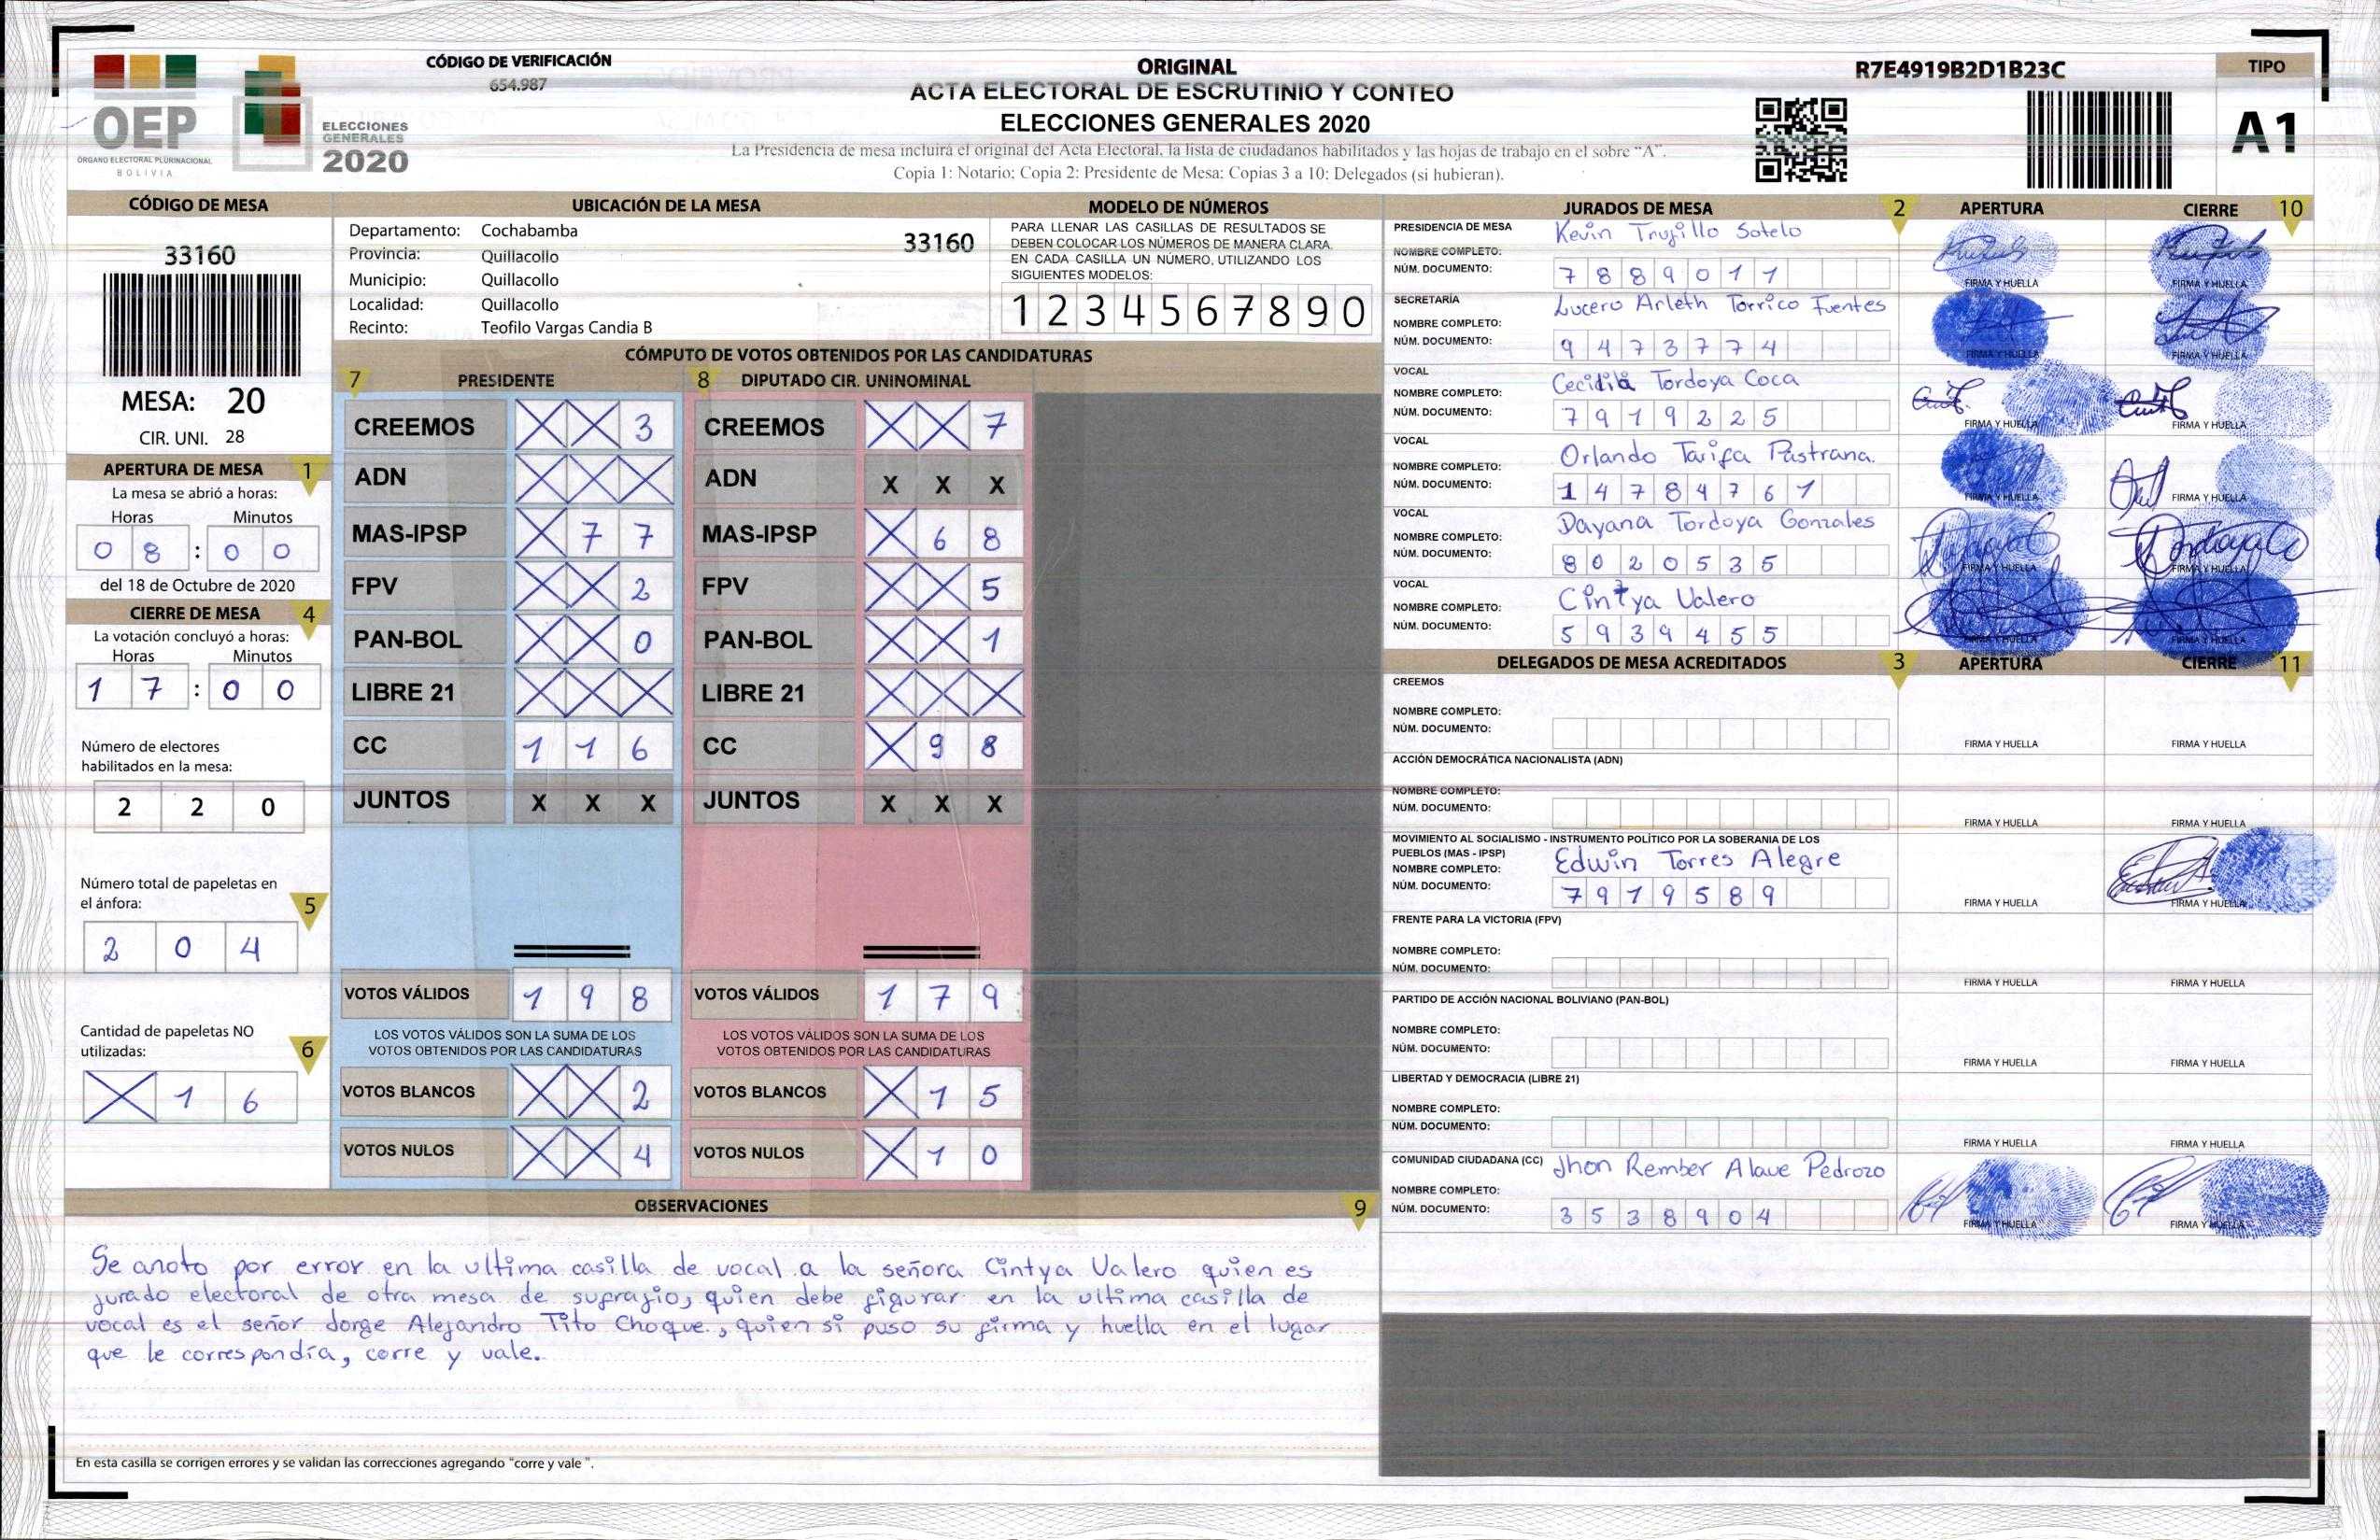 CÓDIGO DE VERIFICACIÓN
654.987
OEP
ÓRGANO ELECTORAL PLURINACIONAL
BOLIVIA
ELECCIONES
GENERALES
2020
ORIGINAL
ACTA ELECTORAL DE ESCRUTINIO Y CONTEO
ELECCIONES GENERALES 2020
La Presidencia de mesa incluirá el original del Acta Electoral, la lista de ciudadanos habilitados y las hojas de trabajo en el sobre "A".
Copia 1: Notario; Copia 2: Presidente de Mesa; Copias 3 a 10: Delegados (si hubieran).
R7E4919B2D1B23C
TIPO
A1
CÓDIGO DE MESA
33160
MESA: 20
CIR. UNI. 28
APERTURA DE MESA 1
La mesa se abrió a horas:
Horas Minutos
0 8 : 0 0
del 18 de Octubre de 2020
CIERRE DE MESA 4
La votación concluyó a horas:
Horas Minutos
1 7 : 0 0
Número de electores
habilitados en la mesa:
2 2 0
Número total de papeletas en
el ánfora: 5
2 0 4
Cantidad de papeletas NO
utilizadas: 6
X 1 6
UBICACIÓN DE LA MESA
Departamento: Cochabamba
33160
Provincia: Quillacollo
Municipio: Quillacollo
Localidad: Quillacollo
Recinto: Teofilo Vargas Candia B
MODELO DE NÚMEROS
PARA LLENAR LAS CASILLAS DE RESULTADOS SE
DEBEN COLOCAR LOS NÚMEROS DE MANERA CLARA.
EN CADA CASILLA UN NÚMERO, UTILIZANDO LOS
SIGUIENTES MODELOS:
1 2 3 4 5 6 7 8 9 0
CÓMPUTO DE VOTOS OBTENIDOS POR LAS CANDIDATURAS
7 PRESIDENTE 8 DIPUTADO CIR. UNINOMINAL
CREEMOS X X 3 CREEMOS X X 7
ADN X X X ADN X X X
MAS-IPSP X 7 7 MAS-IPSP X 6 8
FPV X X 2 FPV X X 5
PAN-BOL X X 0 PAN-BOL X X 1
LIBRE 21 X X X LIBRE 21 X X X
CC 1 1 6 CC X 9 8
JUNTOS X X X JUNTOS X X X
VOTOS VÁLIDOS 1 9 8 VOTOS VÁLIDOS 1 7 9
LOS VOTOS VÁLIDOS SON LA SUMA DE LOS LOS VOTOS VÁLIDOS SON LA SUMA DE LOS
VOTOS OBTENIDOS POR LAS CANDIDATURAS VOTOS OBTENIDOS POR LAS CANDIDATURAS
VOTOS BLANCOS X X 2 VOTOS BLANCOS X 1 5
VOTOS NULOS X X 4 VOTOS NULOS X 1 0
OBSERVACIONES 9
Se anoto por error en la ultima casilla de vocal a la señora Cintya Valero quien es
jurado electoral de otra mesa de sufragio, quien debe figurar en la ultima casilla de
vocal es el señor Jorge Alejandro Tito Choque., quien si puso su firma y huella en el lugar
que le correspondía, corre y vale.
En esta casilla se corrigen errores y se validan las correcciones agregando "corre y vale ".
JURADOS DE MESA 2 APERTURA CIERRE 10
PRESIDENCIA DE MESA Kevin Trujillo Sotelo
NOMBRE COMPLETO:
NÚM. DOCUMENTO: 7 8 8 9 0 1 1
FIRMA Y HUELLA FIRMA Y HUELLA
SECRETARÍA Lucero Arleth Torrico Fuentes
NOMBRE COMPLETO:
NÚM. DOCUMENTO: 9 4 7 3 7 7 4
FIRMA Y HUELLA FIRMA Y HUELLA
VOCAL
NOMBRE COMPLETO: Cecidia Tordoya Coca
NÚM. DOCUMENTO: 7 9 1 9 2 2 5
FIRMA Y HUELLA FIRMA Y HUELLA
VOCAL
NOMBRE COMPLETO: Orlando Tarifa Pastrana.
NÚM. DOCUMENTO: 1 4 7 8 4 7 6 1
FIRMA Y HUELLA FIRMA Y HUELLA
VOCAL
NOMBRE COMPLETO: Dayana Tordoya Gonzales
NÚM. DOCUMENTO: 8 0 2 0 5 3 5
FIRMA Y HUELLA FIRMA Y HUELLA
VOCAL
NOMBRE COMPLETO: Cintya Valero
NÚM. DOCUMENTO: 5 9 3 9 4 5 5
FIRMA Y HUELLA FIRMA Y HUELLA
DELEGADOS DE MESA ACREDITADOS 3 APERTURA CIERRE 11
CREEMOS
NOMBRE COMPLETO:
NÚM. DOCUMENTO:
FIRMA Y HUELLA FIRMA Y HUELLA
ACCIÓN DEMOCRÁTICA NACIONALISTA (ADN)
NOMBRE COMPLETO:
NÚM. DOCUMENTO:
FIRMA Y HUELLA FIRMA Y HUELLA
MOVIMIENTO AL SOCIALISMO - INSTRUMENTO POLÍTICO POR LA SOBERANIA DE LOS
PUEBLOS (MAS - IPSP)
NOMBRE COMPLETO: Edwin Torres Alegre
NÚM. DOCUMENTO: 7 9 7 9 5 8 9
FIRMA Y HUELLA FIRMA Y HUELLA
FRENTE PARA LA VICTORIA (FPV)
NOMBRE COMPLETO:
NÚM. DOCUMENTO:
FIRMA Y HUELLA FIRMA Y HUELLA
PARTIDO DE ACCIÓN NACIONAL BOLIVIANO (PAN-BOL)
NOMBRE COMPLETO:
NÚM. DOCUMENTO:
FIRMA Y HUELLA FIRMA Y HUELLA
LIBERTAD Y DEMOCRACIA (LIBRE 21)
NOMBRE COMPLETO:
NÚM. DOCUMENTO:
FIRMA Y HUELLA FIRMA Y HUELLA
COMUNIDAD CIUDADANA (CC) Jhon Rember Alave Pedrozo
NOMBRE COMPLETO:
NÚM. DOCUMENTO: 3 5 3 8 9 0 4
FIRMA Y HUELLA FIRMA Y HUELLA